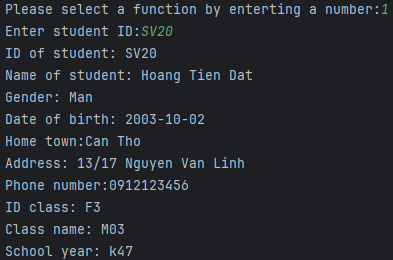 Please select a function by enterting a number:1
Enter student ID:SV20
ID of student: SV20
Name of student: Hoang Tien Dat
Gender: Man
Date of birth: 2003-10-02
Home town:Can Tho
Address: 13/17 Nguyen Van Linh
Phone number:0912123456
ID class: F3
Class name: M03
School year: k47